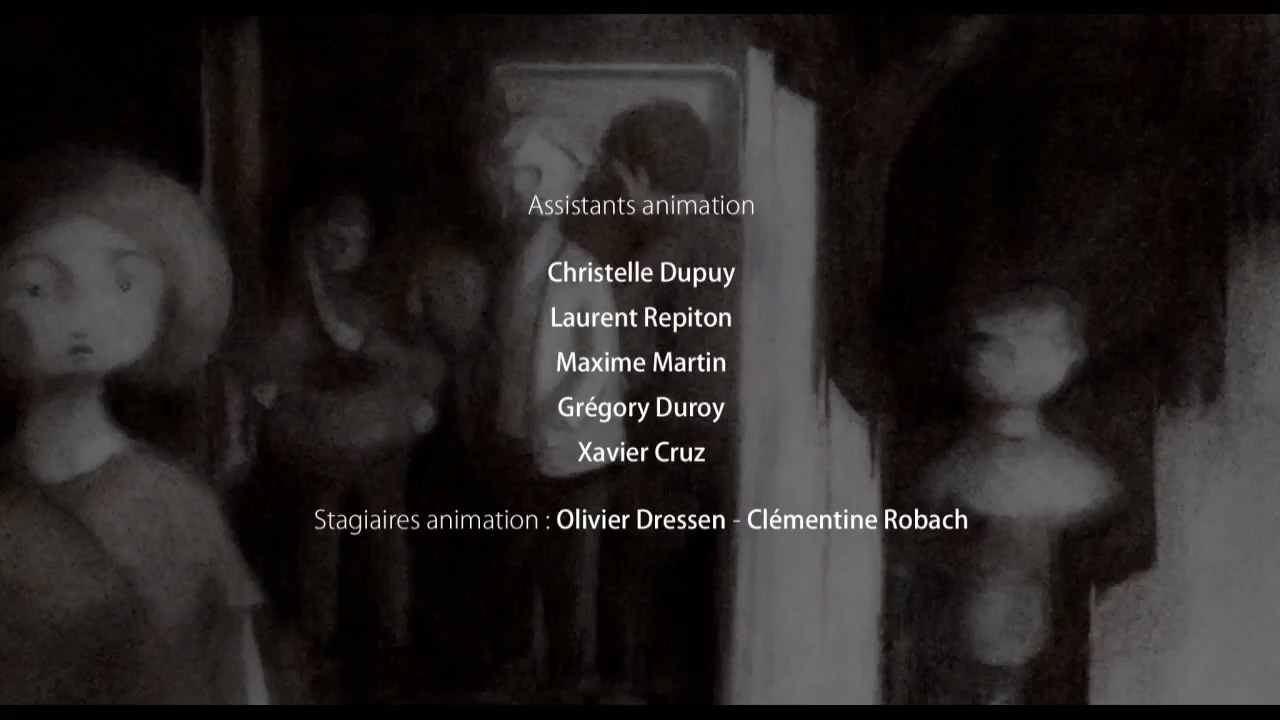 Assistants animation
Christelle Dupuy
Laurent Repiton
Maxime Martin
Grégory Duroy
Xavier Cruz
Stagiaires animation : Olivier Dressen - Clémentine Robach